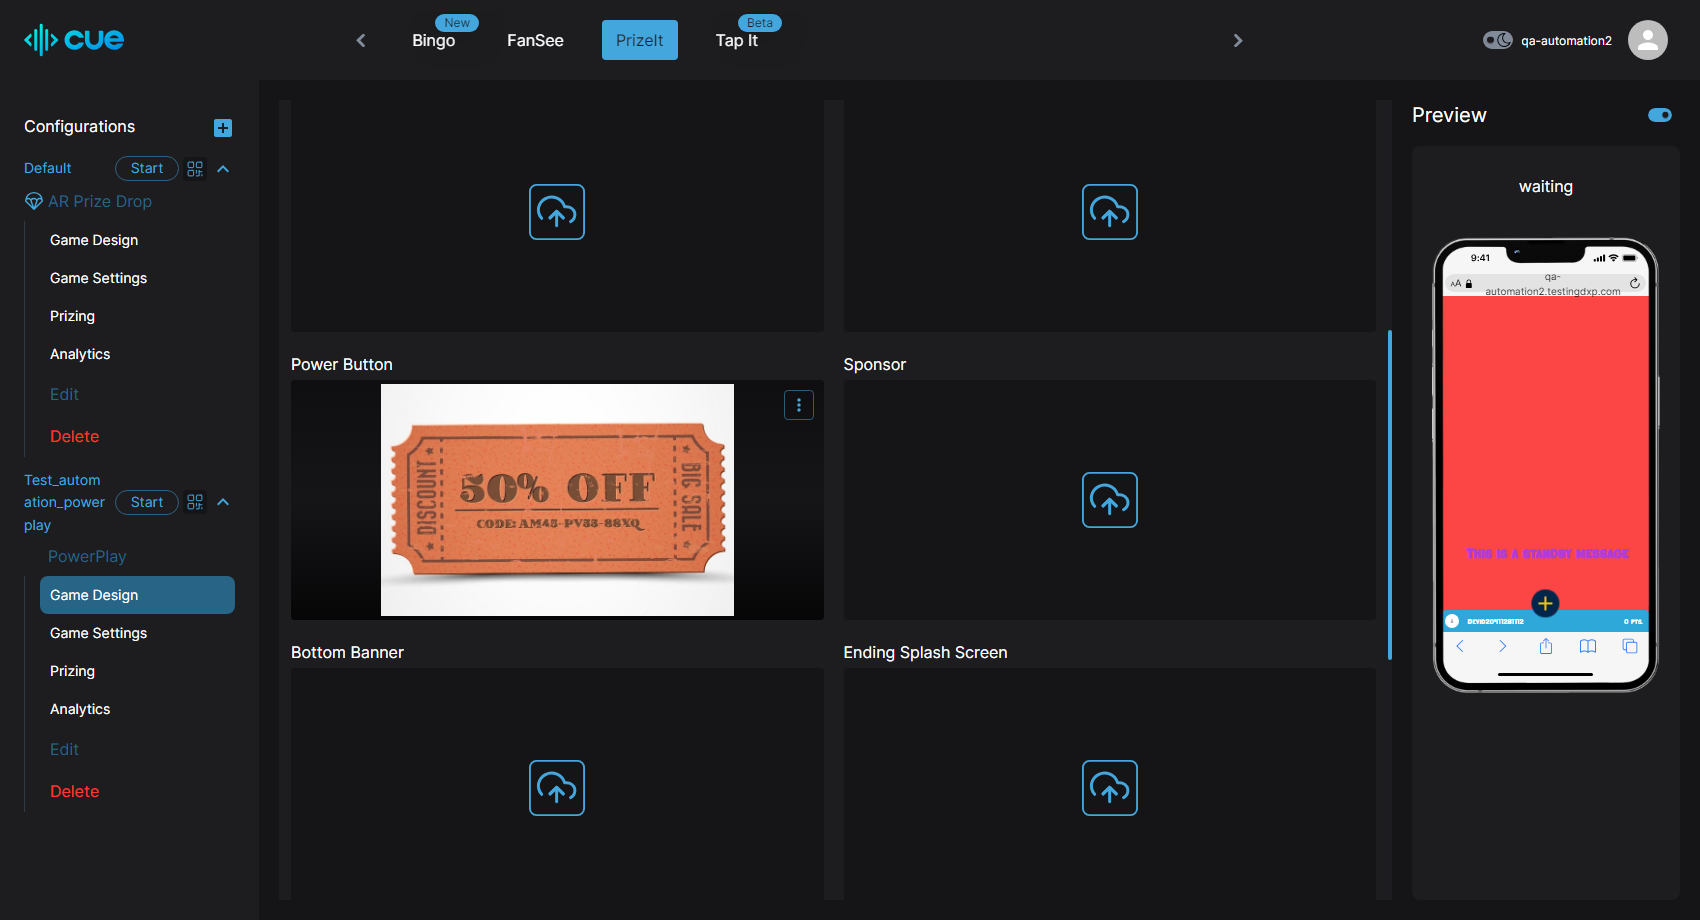 cue
New
Bingo
FanSee
PrizeIt
Beta
Tap It
qa-automation2
Configurations
Default
Start
AR Prize Drop
Game Design
Game Settings
Prizing
Analytics
Edit
Delete
Test_autom
ation_power
play
Start
PowerPlay
Game Design
Game Settings
Prizing
Analytics
Edit
Delete
Power Button
Sponsor
DISCOUNT
50% OFF
CODE: AM45-PV33-88XQ
BIG SALE
Bottom Banner
Ending Splash Screen
Preview
waiting
9:41
AA
qa-
automation2.testingdxp.com
THIS IS A STANDBY MESSAGE
0 PTS.